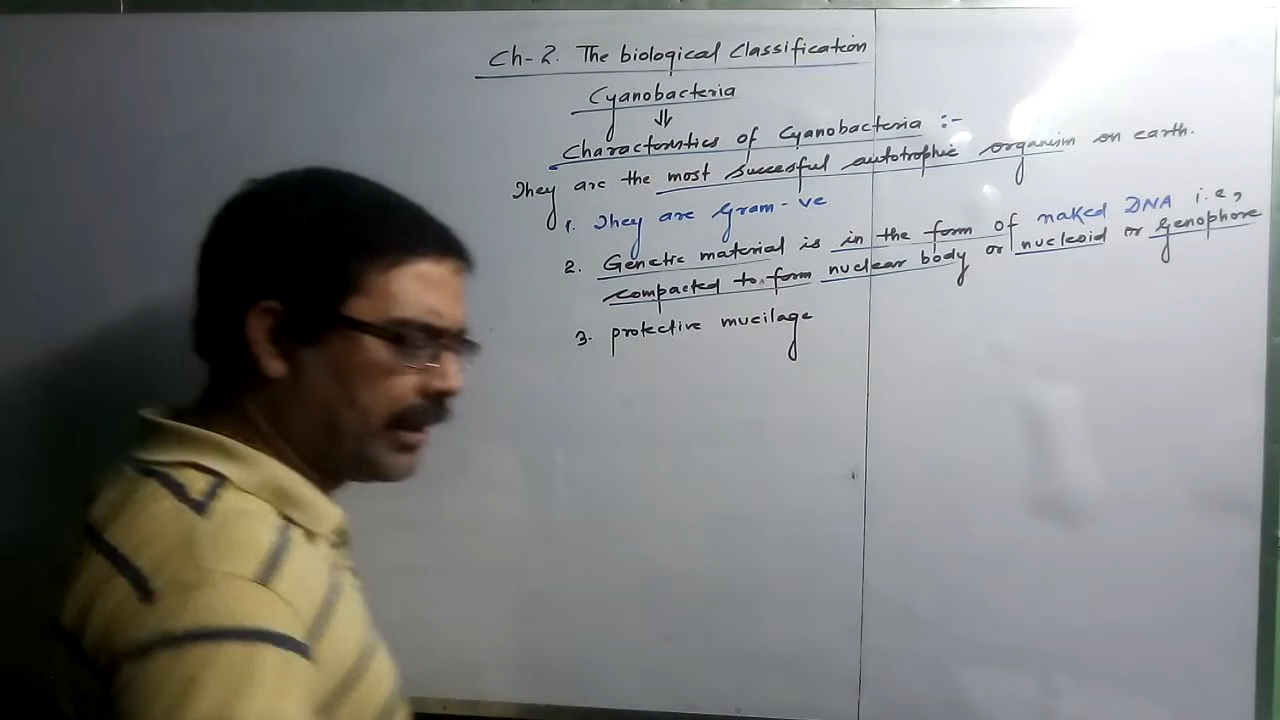 Ch-2. The biological Classification
Cyanobacteria
⇓
Characteristics of Cyanobacteria :-
They are the most succesful autotrophic organism on earth.
1. They are Gram -ve
2. Genetic material is in the form of naked DNA i.e,
compacted to form nuclear body or nucleoid or genophore
3. protective mucilage